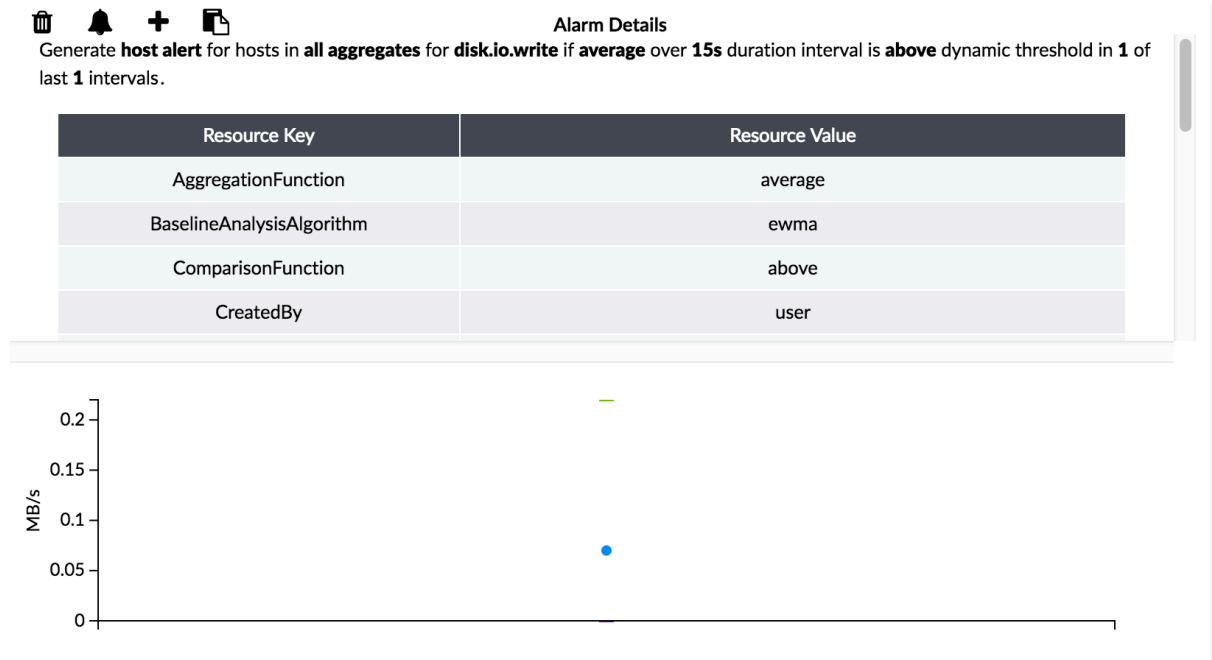 Alarm Details
Generate host alert for hosts in all aggregates for disk.io.write if average over 15s duration interval is above dynamic threshold in 1 of
last 1 intervals.
Resource Key Resource Value
AggregationFunction average
BaselineAnalysisAlgorithm ewma
ComparisonFunction above
CreatedBy user
0.2
0.15
0.1
0.05
0
MB/s